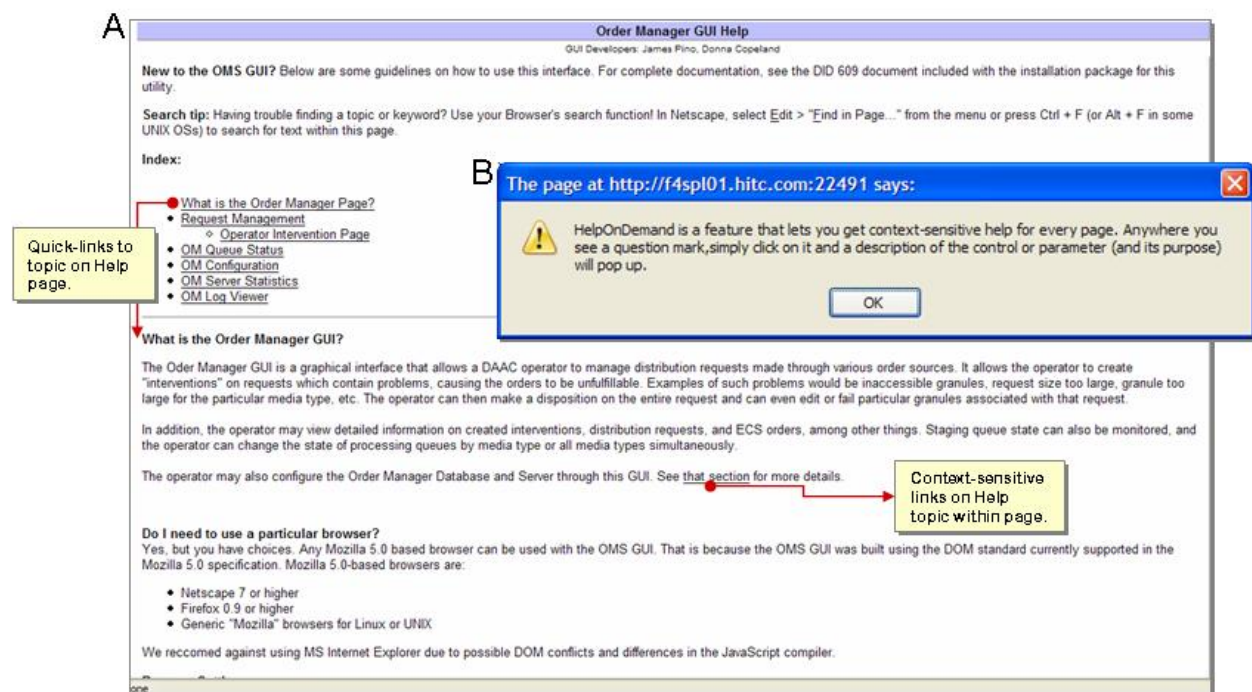 A
Order Manager GUI Help
GUI Developers: James Pino, Donna Copeland
New to the OMS GUI? Below are some guidelines on how to use this interface. For complete documentation, see the DID 609 document included with the installation package for this
utility.
Search tip: Having trouble finding a topic or keyword? Use your Browser's search function! In Netscape, select Edit > "Find in Page..." from the menu or press Ctrl + F (or Alt + F in some
UNIX OSs) to search for text within this page.
Index:
What is the Order Manager Page?
Request Management
Operator Intervention Page
OM Queue Status
OM Configuration
OM Server Statistics
OM Log Viewer
Quick-links to
topic on Help
page.
B
The page at http://f4spl01.hitc.com:22491 says:
HelpOnDemand is a feature that lets you get context-sensitive help for every page. Anywhere you
see a question mark,simply click on it and a description of the control or parameter (and its purpose)
will pop up.
OK
What is the Order Manager GUI?
The Oder Manager GUI is a graphical interface that allows a DAAC operator to manage distribution requests made through various order sources. It allows the operator to create
"interventions" on requests which contain problems, causing the orders to be unfulfillable. Examples of such problems would be inaccessible granules, request size too large, granule too
large for the particular media type, etc. The operator can then make a disposition on the entire request and can even edit or fail particular granules associated with that request.
In addition, the operator may view detailed information on created interventions, distribution requests, and ECS orders, among other things. Staging queue state can also be monitored, and
the operator can change the state of processing queues by media type or all media types simultaneously.
The operator may also configure the Order Manager Database and Server through this GUI. See that section for more details.
Context-sensitive
links on Help
topic within page.
Do I need to use a particular browser?
Yes, but you have choices. Any Mozilla 5.0 based browser can be used with the OMS GUI. That is because the OMS GUI was built using the DOM standard currently supported in the
Mozilla 5.0 specification. Mozilla 5.0-based browsers are:
Netscape 7 or higher
Firefox 0.9 or higher
Generic "Mozilla" browsers for Linux or UNIX
We reccomed against using MS Internet Explorer due to possible DOM conflicts and differences in the JavaScript compiler.
one